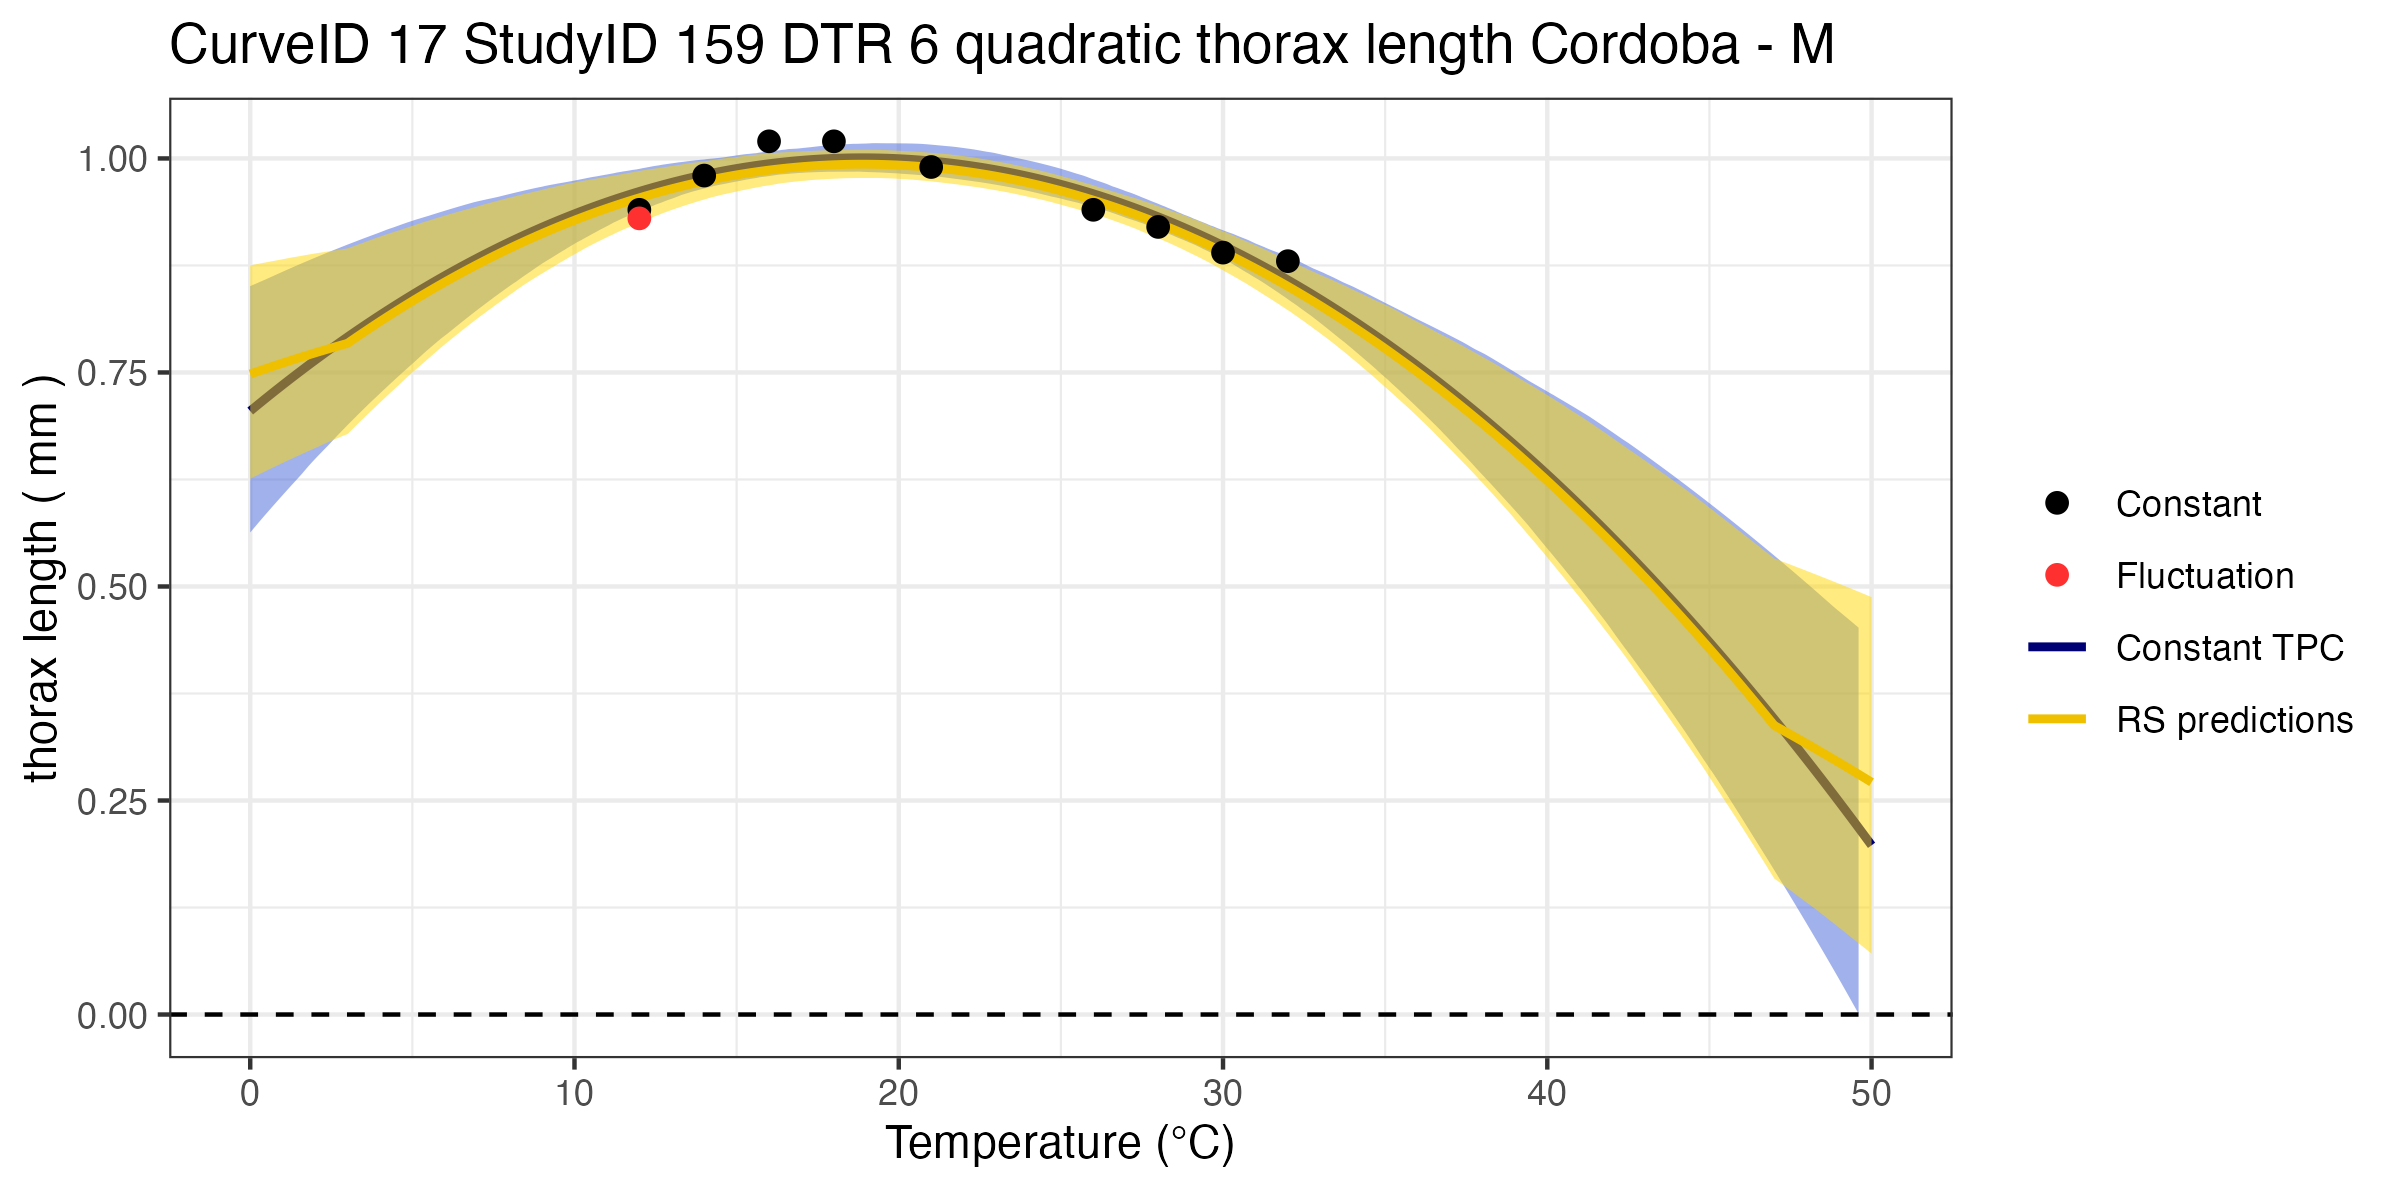 CurveID 17 StudyID 159 DTR 6 quadratic thorax length Cordoba - M
thorax length ( mm )
1.00
0.75
0.50
0.25
0.00
0 10 20 30 40 50
Temperature (°C)
Constant
Fluctuation
Constant TPC
RS predictions